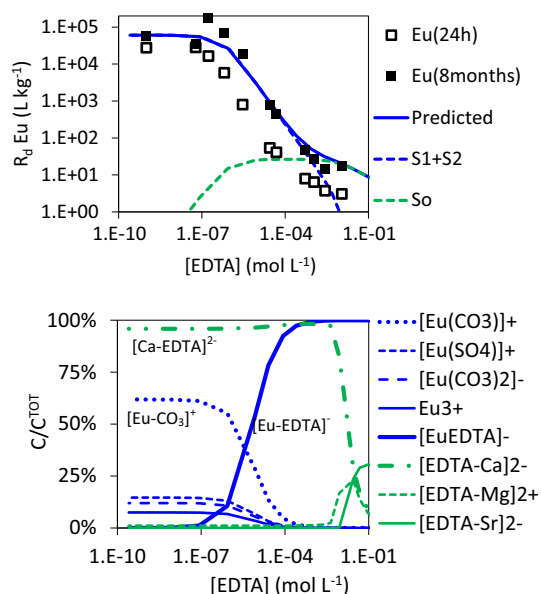 R_d Eu (L kg⁻¹)
1.E+05
1.E+04
1.E+03
1.E+02
1.E+01
1.E+00
1.E-10 1.E-07 1.E-04 1.E-01
[EDTA] (mol L⁻¹)
Eu(24h)
Eu(8months)
Predicted
S1+S2
So
C/C^TOT
100%
75%
50%
25%
0%
[Ca-EDTA]²⁻
[Eu-CO₃]⁺
[Eu-EDTA]⁻
1.E-10 1.E-07 1.E-04 1.E-01
[EDTA] (mol L⁻¹)
[Eu(CO3)]+
[Eu(SO4)]+
[Eu(CO3)2]-
Eu3+
[EuEDTA]-
[EDTA-Ca]2-
[EDTA-Mg]2+
[EDTA-Sr]2-